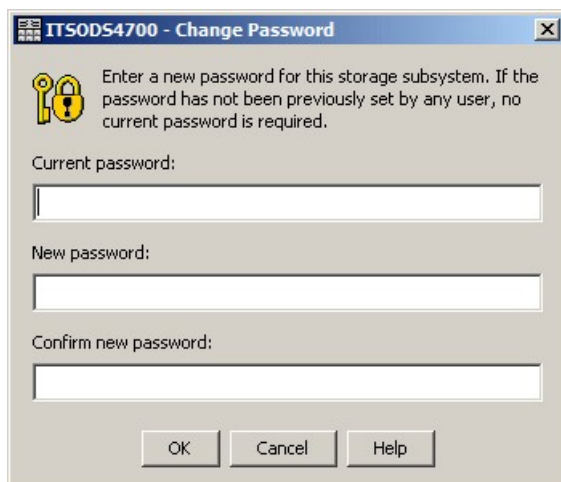 ITSODS4700 - Change Password
Enter a new password for this storage subsystem. If the
password has not been previously set by any user, no
current password is required.
Current password:
New password:
Confirm new password:
OK Cancel Help